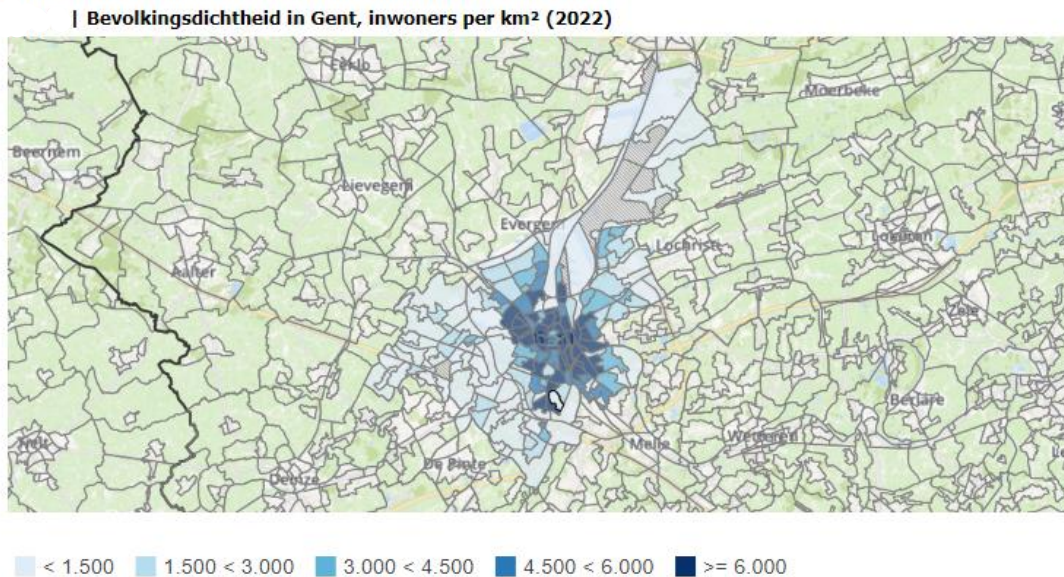 | Bevolkingsdichtheid in Gent, inwoners per km² (2022)
Eeklo
Moerbeke
Beernem
Lievegem
Evergem
Lochristi
Lokeren
Aalter
Zele
Berlare
Melle
Wetteren
De Pinte
Deinze
< 1.500 1.500 < 3.000 3.000 < 4.500 4.500 < 6.000 >= 6.000